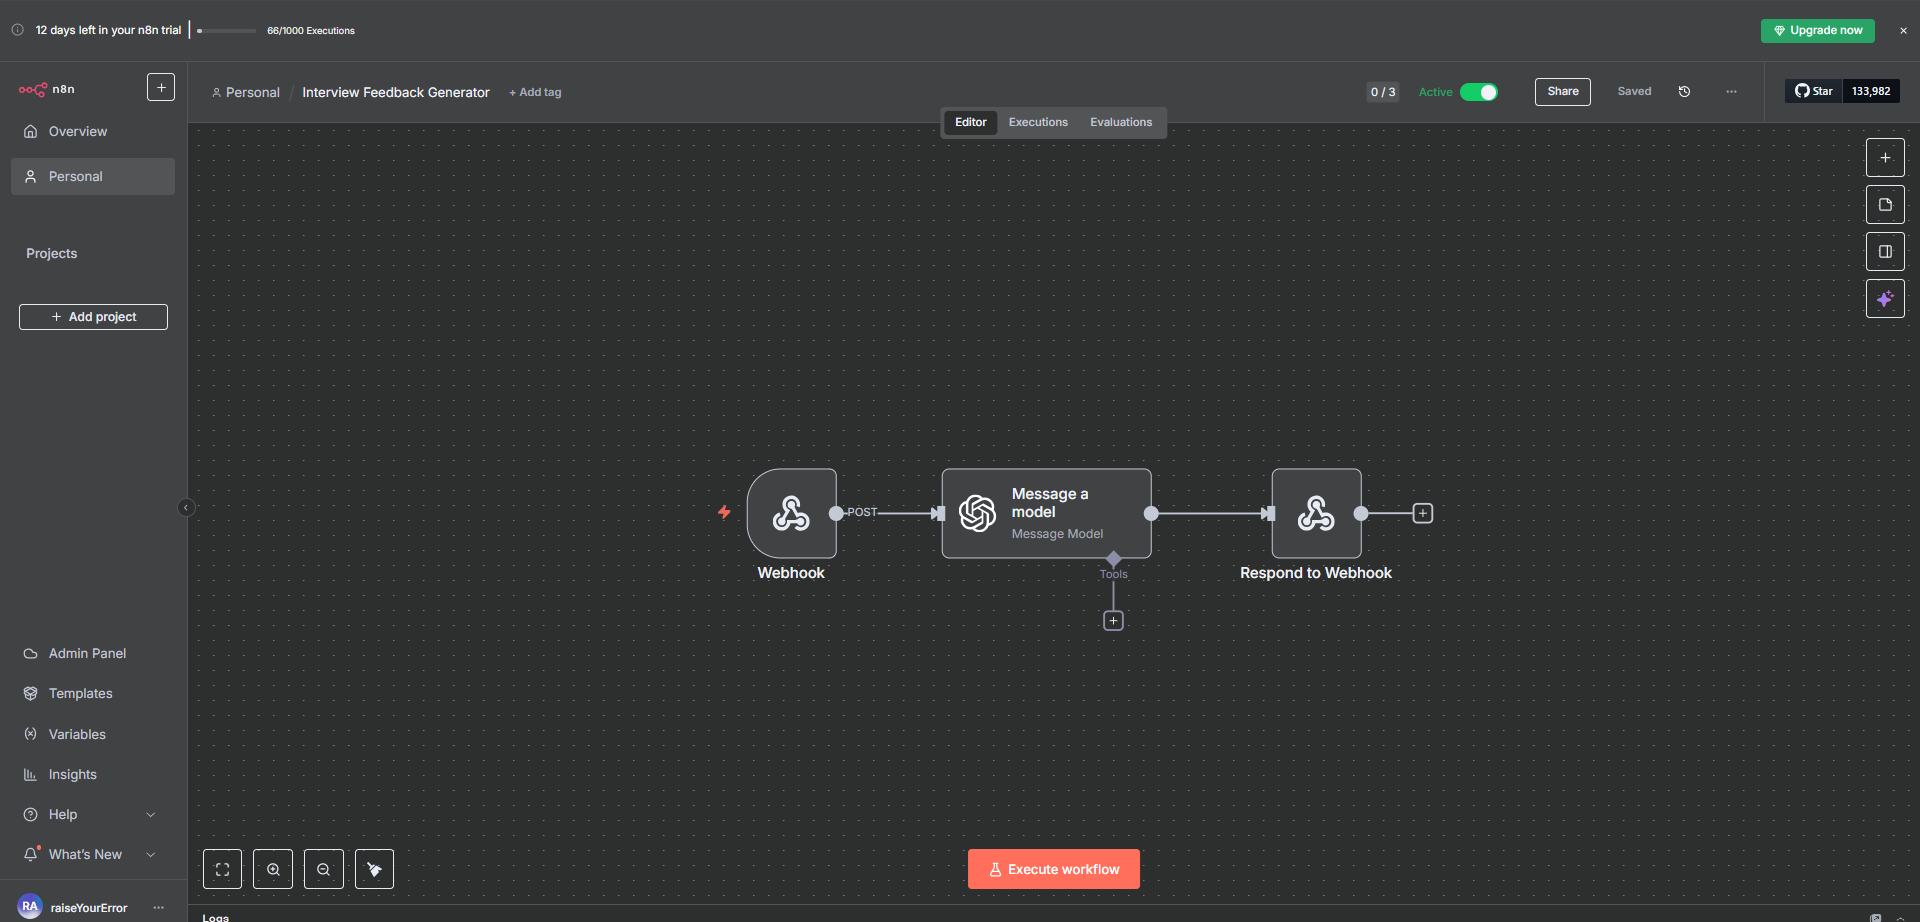 12 days left in your n8n trial
66/1000 Executions
Upgrade now
n8n
Personal / Interview Feedback Generator + Add tag
0 / 3
Active
Share
Saved
Star 133,982
Editor Executions Evaluations
Overview
Personal
Projects
+ Add project
POST
Message a
model
Message Model
Webhook
Tools
Respond to Webhook
Admin Panel
Templates
Variables
Insights
Help
What's New
Execute workflow
RA raiseYourError
Logs